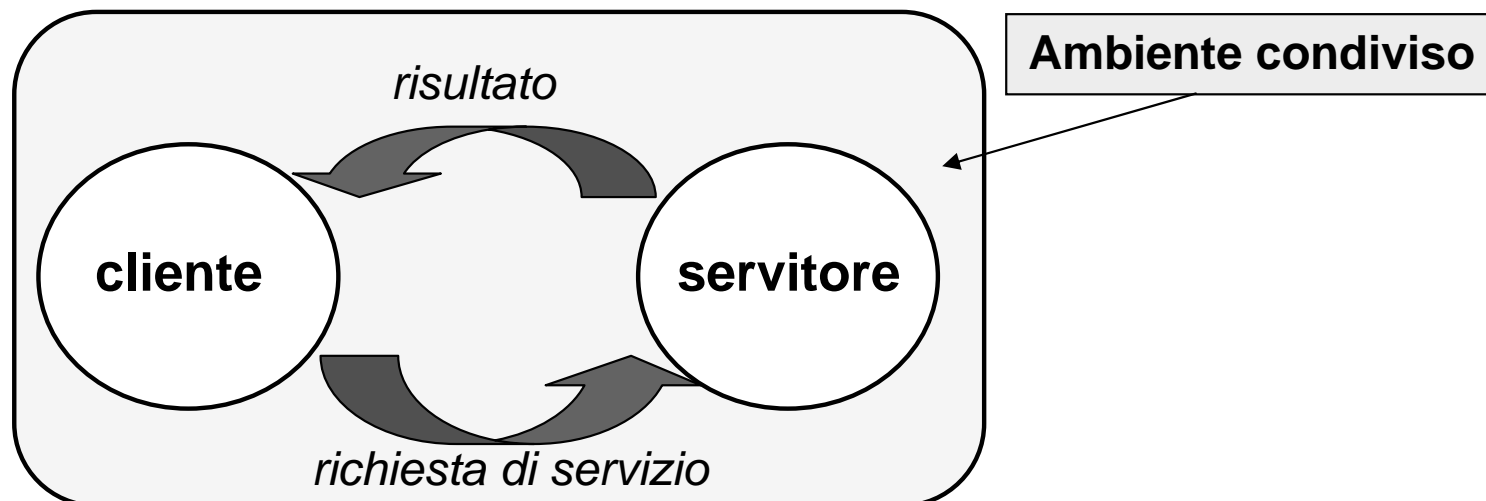 Ambiente condiviso
risultato
cliente
servitore
richiesta di servizio